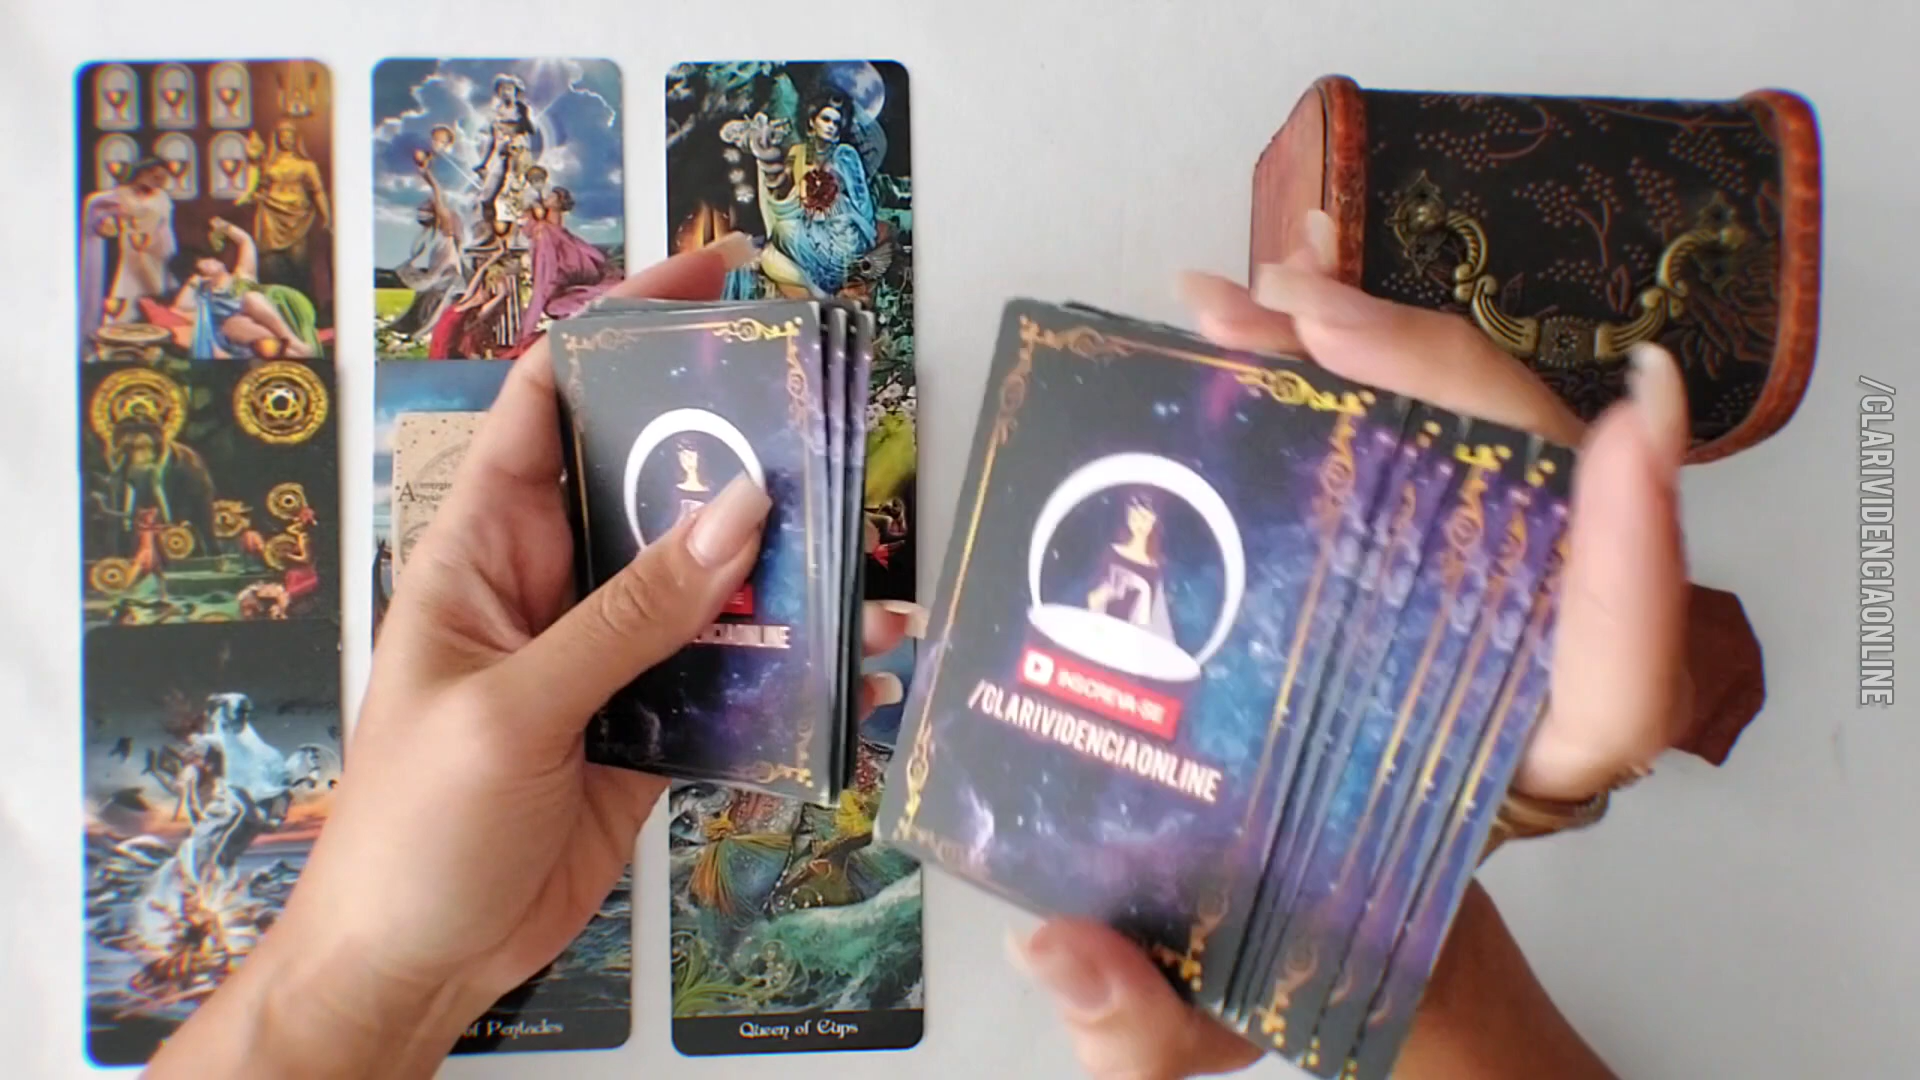 of Pentacles
Queen of Cups
INSCREVA-SE
/CLARIVIDENCIAONLINE
/CLARIVIDENCIAONLINE